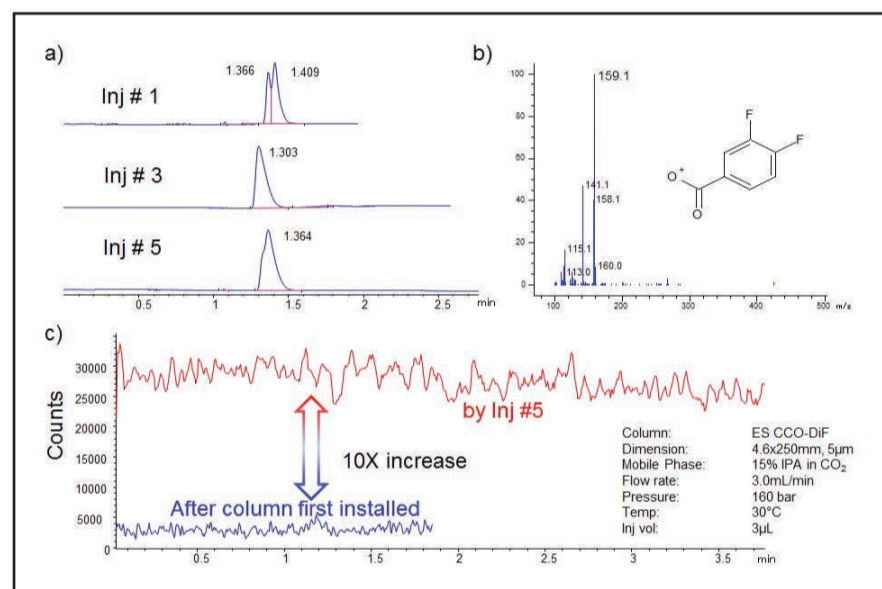 a)
Inj # 1
1.366
1.409
Inj # 3
1.303
Inj # 5
1.364
0.5
1
1.5
2
2.5
min
b)
100
80
60
40
20
0
159.1
141.1
158.1
115.1
113.0
160.0
F
F
O+
O
100
200
300
400
500
m/z
c)
Counts
30000
25000
20000
15000
10000
5000
0
by Inj #5
10X increase
After column first installed
Column: ES CCO-DiF
Dimension: 4.6x250mm, 5µm
Mobile Phase: 15% IPA in CO₂
Flow rate: 3.0mL/min
Pressure: 160 bar
Temp: 30°C
Inj vol: 3µL
0.5
1
1.5
2
2.5
3
3.5
min